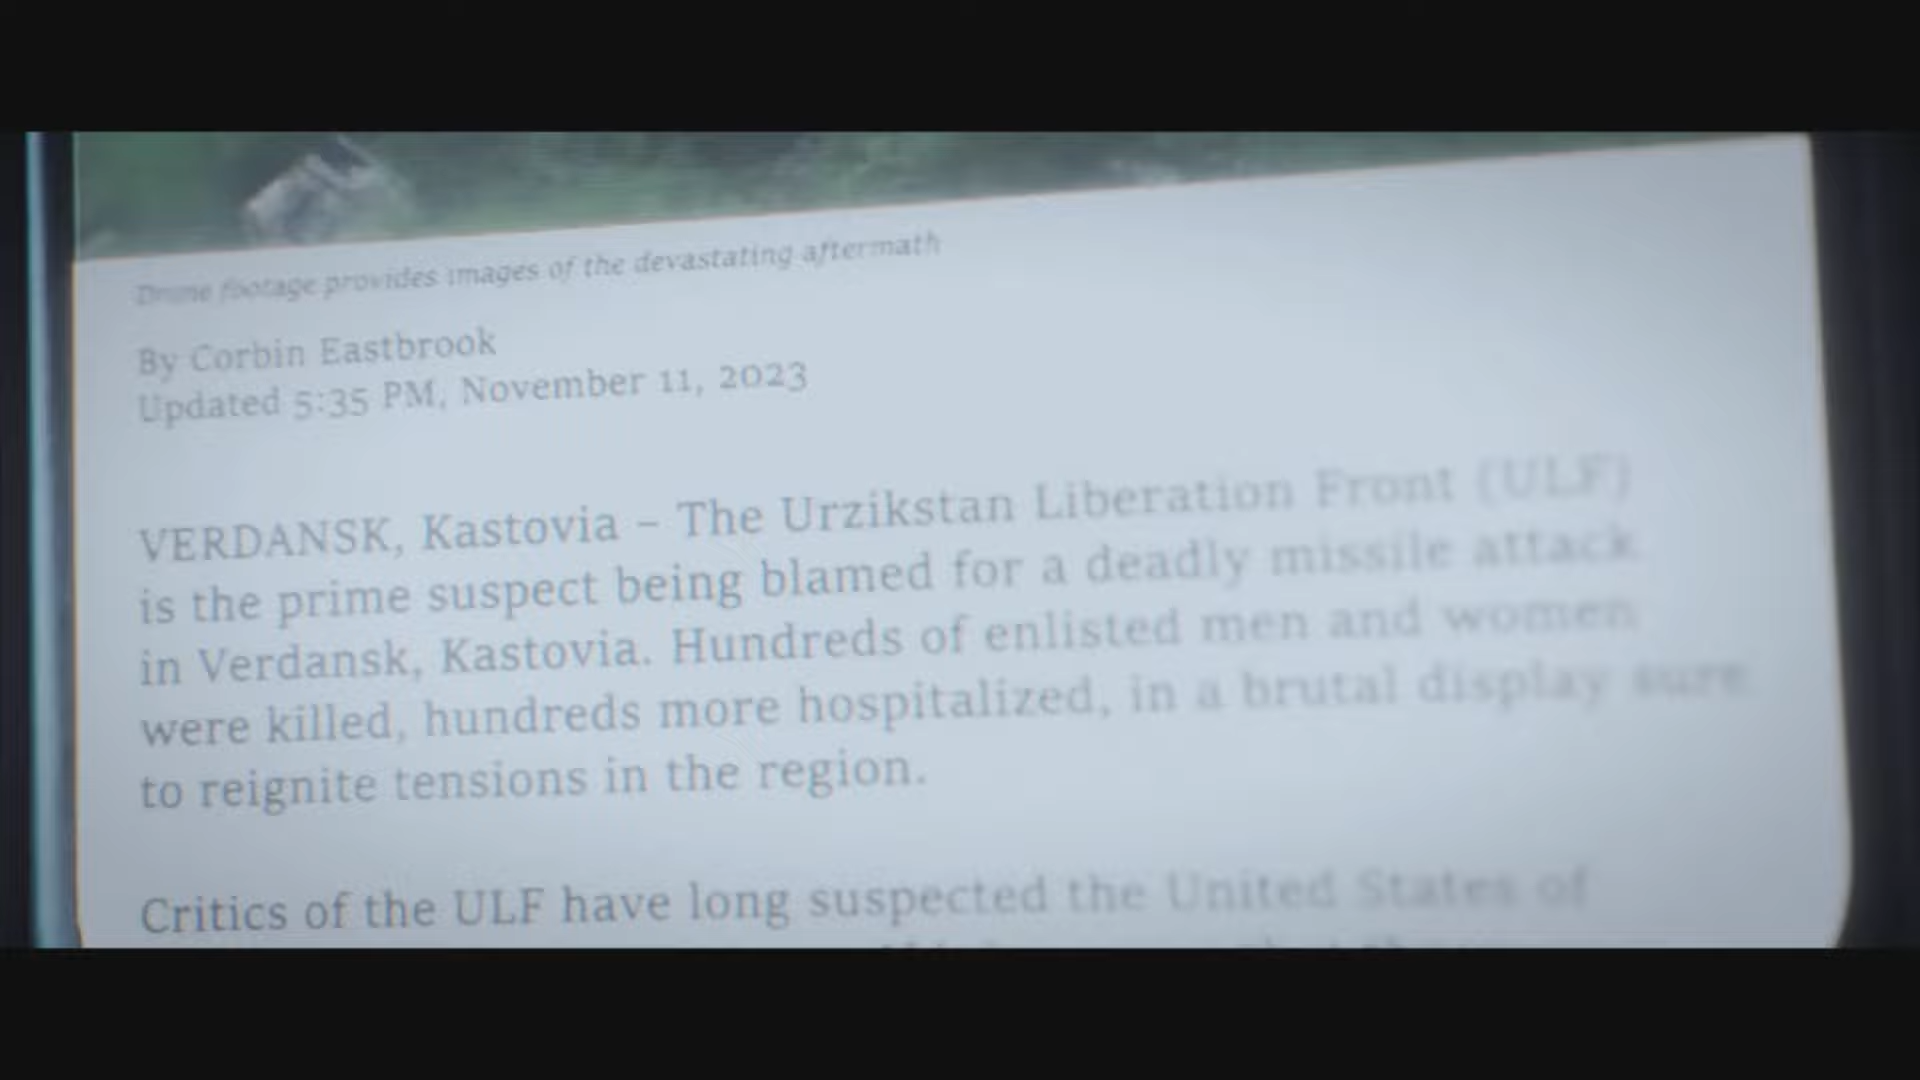 Drone footage provides images of the devastating aftermath
By Corbin Eastbrook
Updated 5:35 PM, November 11, 2023
VERDANSK, Kastovia – The Urzikstan Liberation Front (ULF)
is the prime suspect being blamed for a deadly missile attack
in Verdansk, Kastovia. Hundreds of enlisted men and women
were killed, hundreds more hospitalized, in a brutal display sure
to reignite tensions in the region.
Critics of the ULF have long suspected the United States of